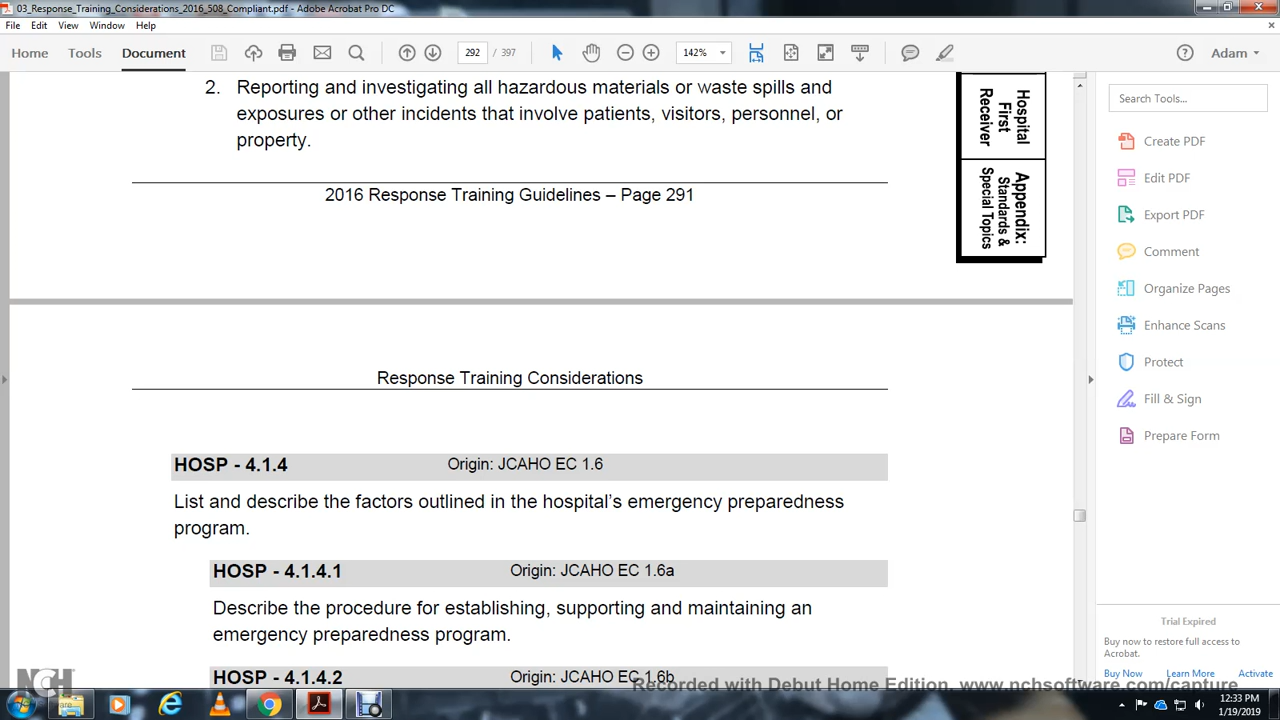 03_Response_Training_Considerations_2016_508_Compliant.pdf - Adobe Acrobat Pro DC
File Edit View Window Help
Home Tools Document 292 / 397 142% Adam
2. Reporting and investigating all hazardous materials or waste spills and
exposures or other incidents that involve patients, visitors, personnel, or
property.
2016 Response Training Guidelines – Page 291
Hospital
First
Receiver
Appendix:
Standards &
Special Topics
Response Training Considerations
HOSP - 4.1.4 Origin: JCAHO EC 1.6
List and describe the factors outlined in the hospital's emergency preparedness
program.
HOSP - 4.1.4.1 Origin: JCAHO EC 1.6a
Describe the procedure for establishing, supporting and maintaining an
emergency preparedness program.
HOSP - 4.1.4.2 Origin: JCAHO EC 1.6b
Search Tools...
Create PDF
Edit PDF
Export PDF
Comment
Organize Pages
Enhance Scans
Protect
Fill & Sign
Prepare Form
Trial Expired
Buy now to restore full access to
Acrobat.
Buy Now Learn More Activate
NCH
Recorded with Debut Home Edition. www.nchsoftware.com/capture
12:33 PM
1/19/2019